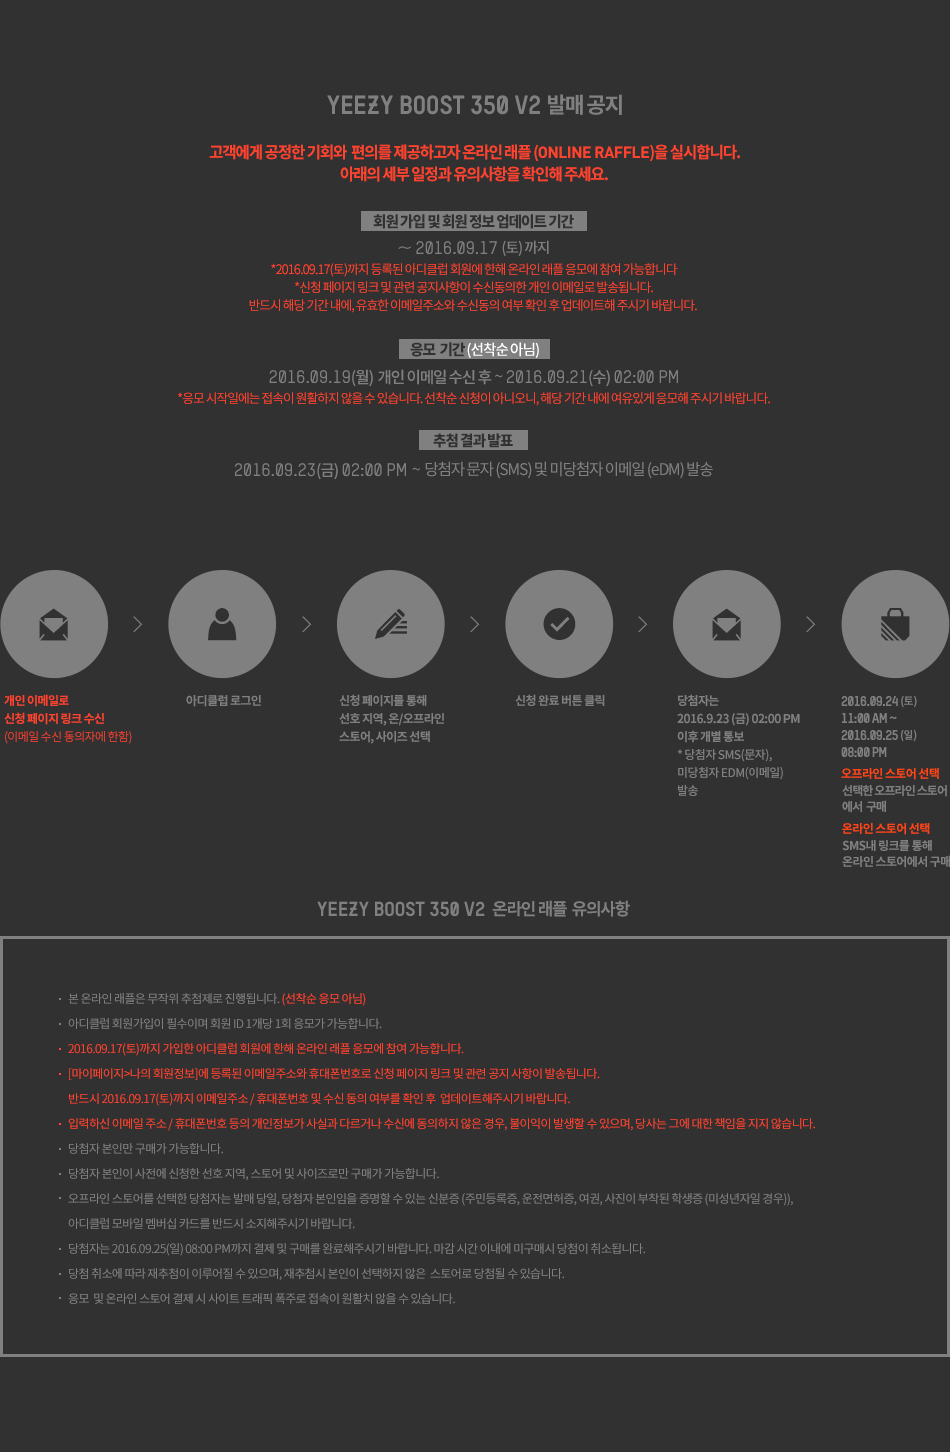 YEEZY BOOST 350 V2 발매 공지
고객에게 공정한 기회와 편의를 제공하고자 온라인 래플 (ONLINE RAFFLE)을 실시합니다.
아래의 세부 일정과 유의사항을 확인해 주세요.
회원 가입 및 회원 정보 업데이트 기간
~ 2016.09.17 (토) 까지
*2016.09.17(토)까지 등록된 아디클럽 회원에 한해 온라인 래플 응모에 참여 가능합니다
*신청 페이지 링크 및 관련 공지사항이 수신동의한 개인 이메일로 발송됩니다.
반드시 해당 기간 내에, 유효한 이메일주소와 수신동의 여부 확인 후 업데이트해 주시기 바랍니다.
응모 기간 (선착순 아님)
2016.09.19(월) 개인 이메일 수신 후 ~ 2016.09.21(수) 02:00 PM
*응모 시작일에는 접속이 원활하지 않을 수 있습니다. 선착순 신청이 아니오니, 해당 기간 내에 여유있게 응모해 주시기 바랍니다.
추첨 결과 발표
2016.09.23(금) 02:00 PM ~ 당첨자 문자 (SMS) 및 미당첨자 이메일 (eDM) 발송
개인 이메일로
신청 페이지 링크 수신
(이메일 수신 동의자에 한함)
아디클럽 로그인
신청 페이지를 통해
선호 지역, 온/오프라인
스토어, 사이즈 선택
신청 완료 버튼 클릭
당첨자는
2016.9.23 (금) 02:00 PM
이후 개별 통보
* 당첨자 SMS(문자),
미당첨자 EDM(이메일)
발송
2016.09.24 (토)
11:00 AM ~
2016.09.25 (일)
08:00 PM
오프라인 스토어 선택
선택한 오프라인 스토어
에서 구매
온라인 스토어 선택
SMS내 링크를 통해
온라인 스토어에서 구매
YEEZY BOOST 350 V2 온라인 래플 유의사항
· 본 온라인 래플은 무작위 추첨제로 진행됩니다. (선착순 응모 아님)
· 아디클럽 회원가입이 필수이며 회원 ID 1개당 1회 응모가 가능합니다.
· 2016.09.17(토)까지 가입한 아디클럽 회원에 한해 온라인 래플 응모에 참여 가능합니다.
· [마이페이지>나의 회원정보]에 등록된 이메일주소와 휴대폰번호로 신청 페이지 링크 및 관련 공지 사항이 발송됩니다.
반드시 2016.09.17(토)까지 이메일주소 / 휴대폰번호 및 수신 동의 여부를 확인 후 업데이트해주시기 바랍니다.
· 입력하신 이메일 주소 / 휴대폰번호 등의 개인정보가 사실과 다르거나 수신에 동의하지 않은 경우, 불이익이 발생할 수 있으며, 당사는 그에 대한 책임을 지지 않습니다.
· 당첨자 본인만 구매가 가능합니다.
· 당첨자 본인이 사전에 신청한 선호 지역, 스토어 및 사이즈로만 구매가 가능합니다.
· 오프라인 스토어를 선택한 당첨자는 발매 당일, 당첨자 본인임을 증명할 수 있는 신분증 (주민등록증, 운전면허증, 여권, 사진이 부착된 학생증 (미성년자일 경우)),
아디클럽 모바일 멤버십 카드를 반드시 소지해주시기 바랍니다.
· 당첨자는 2016.09.25(일) 08:00 PM까지 결제 및 구매를 완료해주시기 바랍니다. 마감 시간 이내에 미구매시 당첨이 취소됩니다.
· 당첨 취소에 따라 재추첨이 이루어질 수 있으며, 재추첨시 본인이 선택하지 않은 스토어로 당첨될 수 있습니다.
· 응모 및 온라인 스토어 결제 시 사이트 트래픽 폭주로 접속이 원활치 않을 수 있습니다.